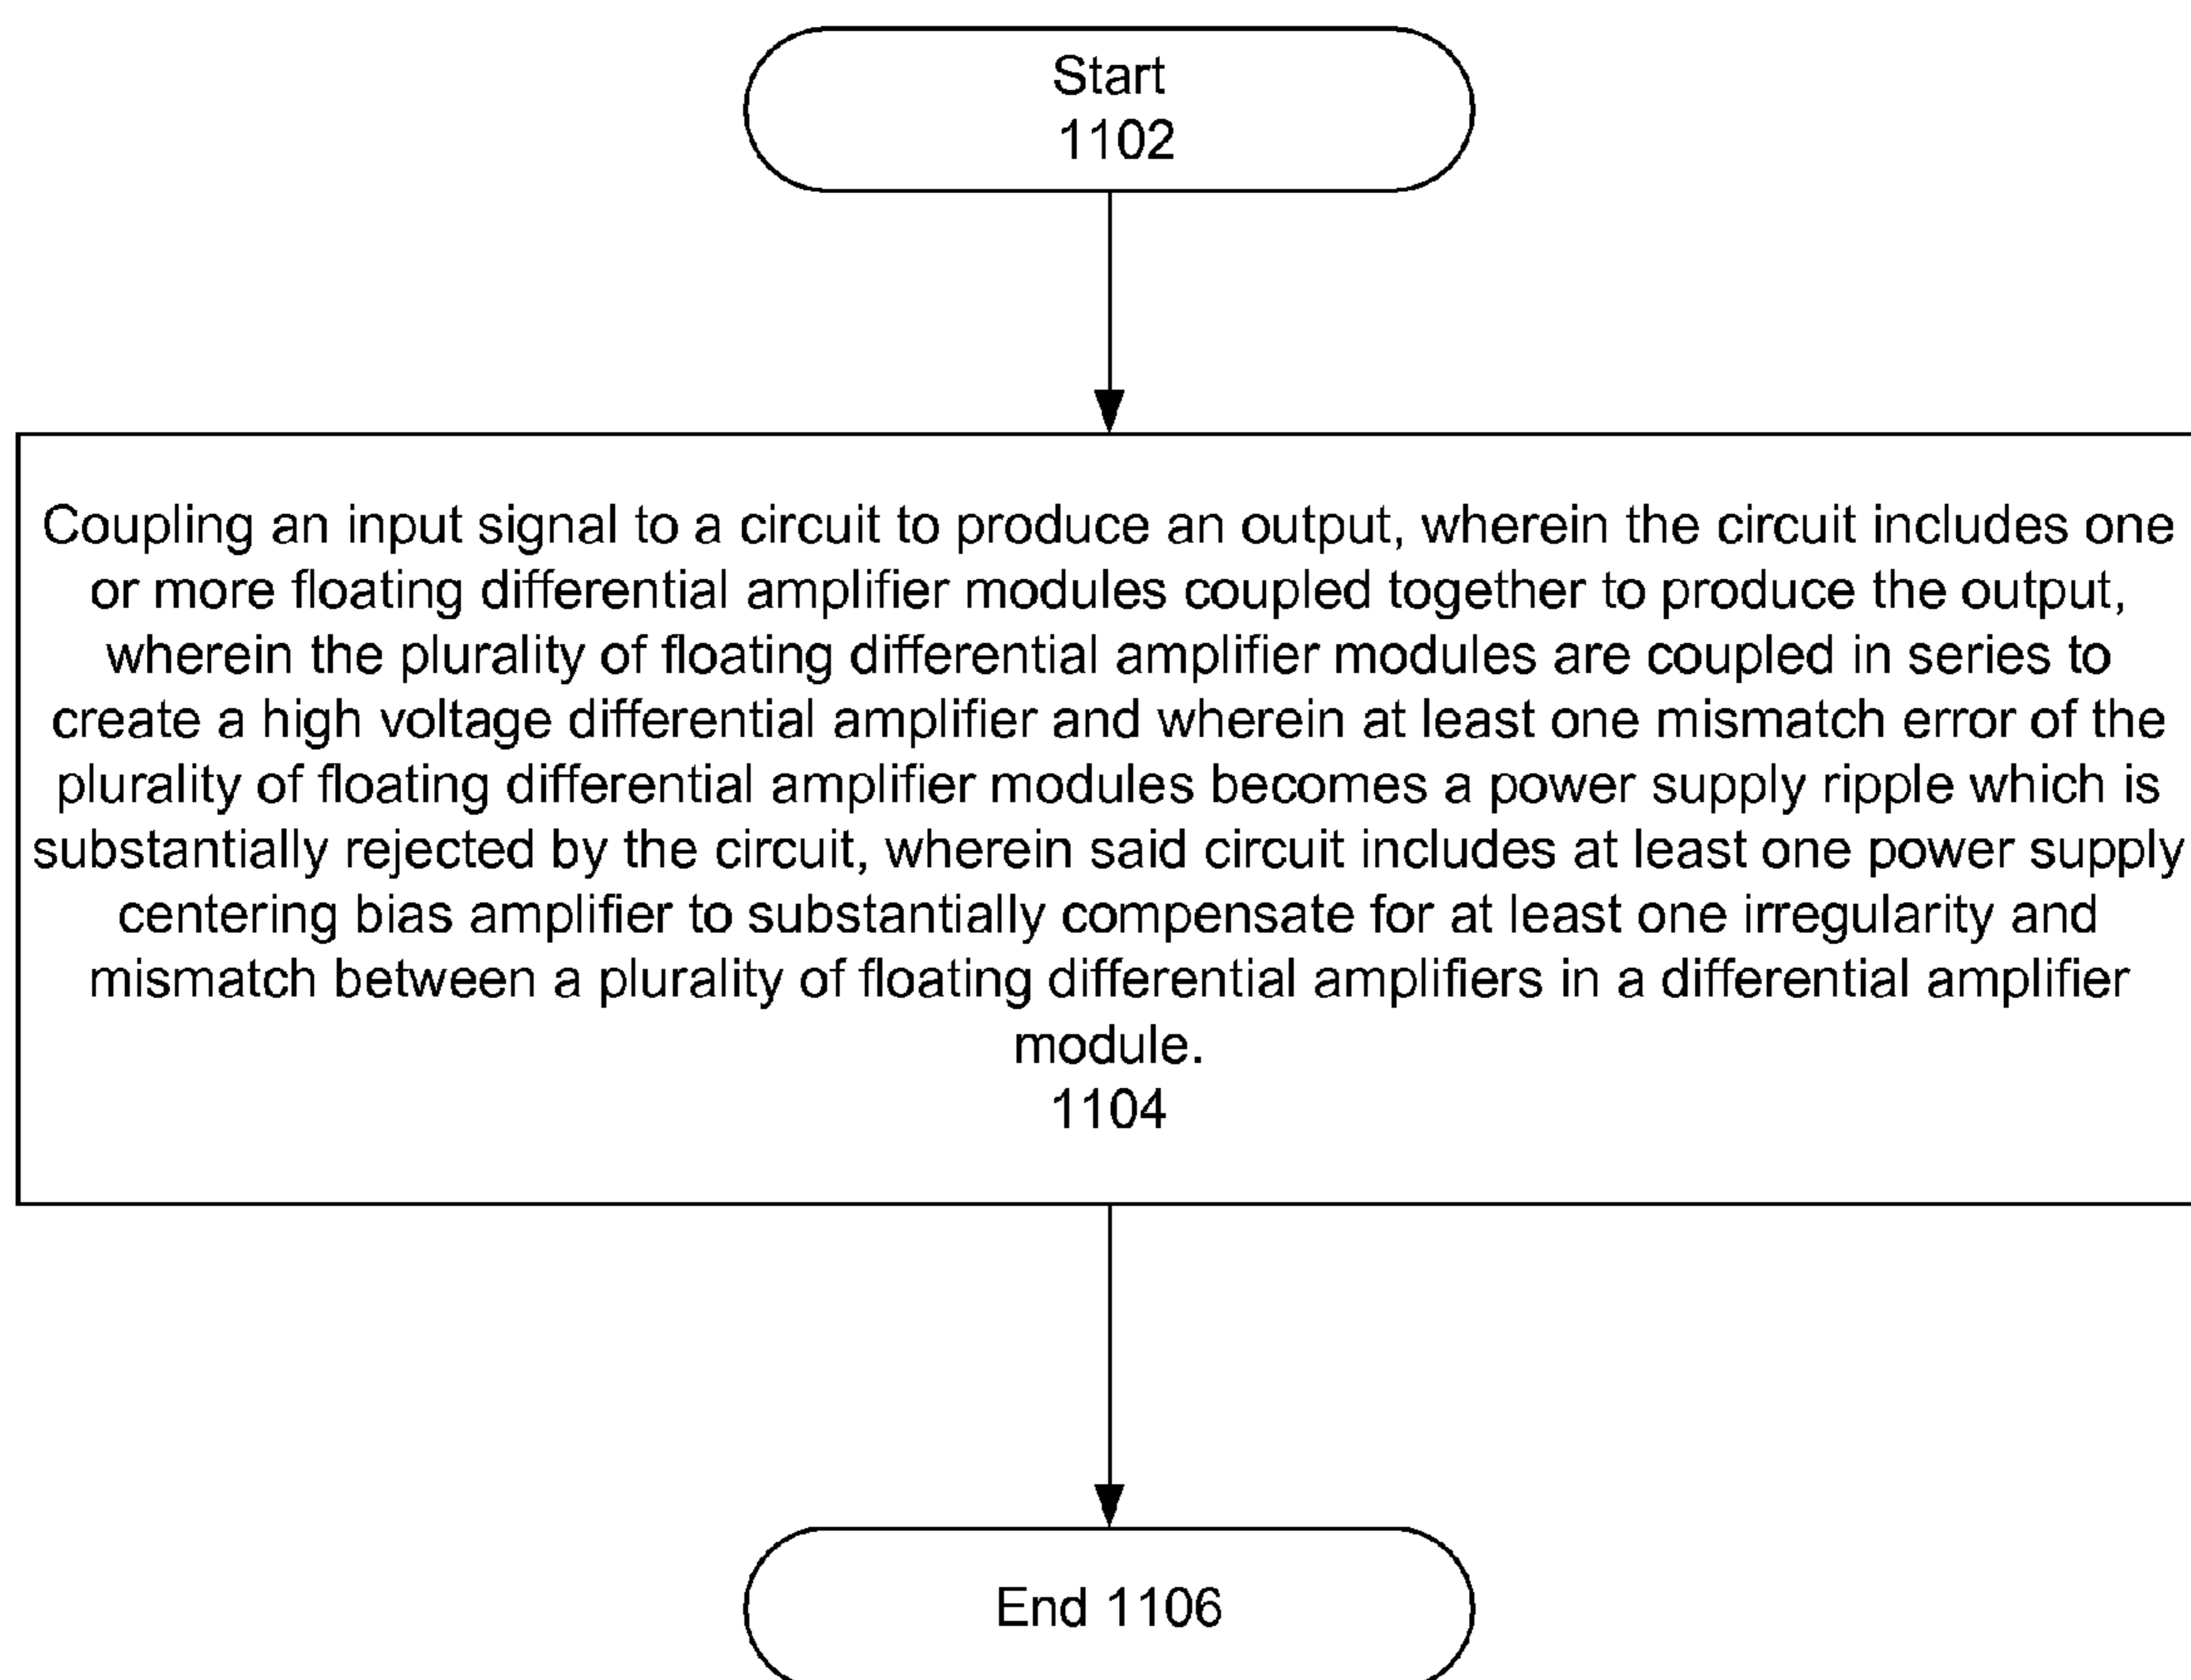 Start
1102
Coupling an input signal to a circuit to produce an output, wherein the circuit includes one
or more floating differential amplifier modules coupled together to produce the output,
wherein the plurality of floating differential amplifier modules are coupled in series to
create a high voltage differential amplifier and wherein at least one mismatch error of the
plurality of floating differential amplifier modules becomes a power supply ripple which is
substantially rejected by the circuit, wherein said circuit includes at least one power supply
centering bias amplifier to substantially compensate for at least one irregularity and
mismatch between a plurality of floating differential amplifiers in a differential amplifier
module.
1104
End 1106